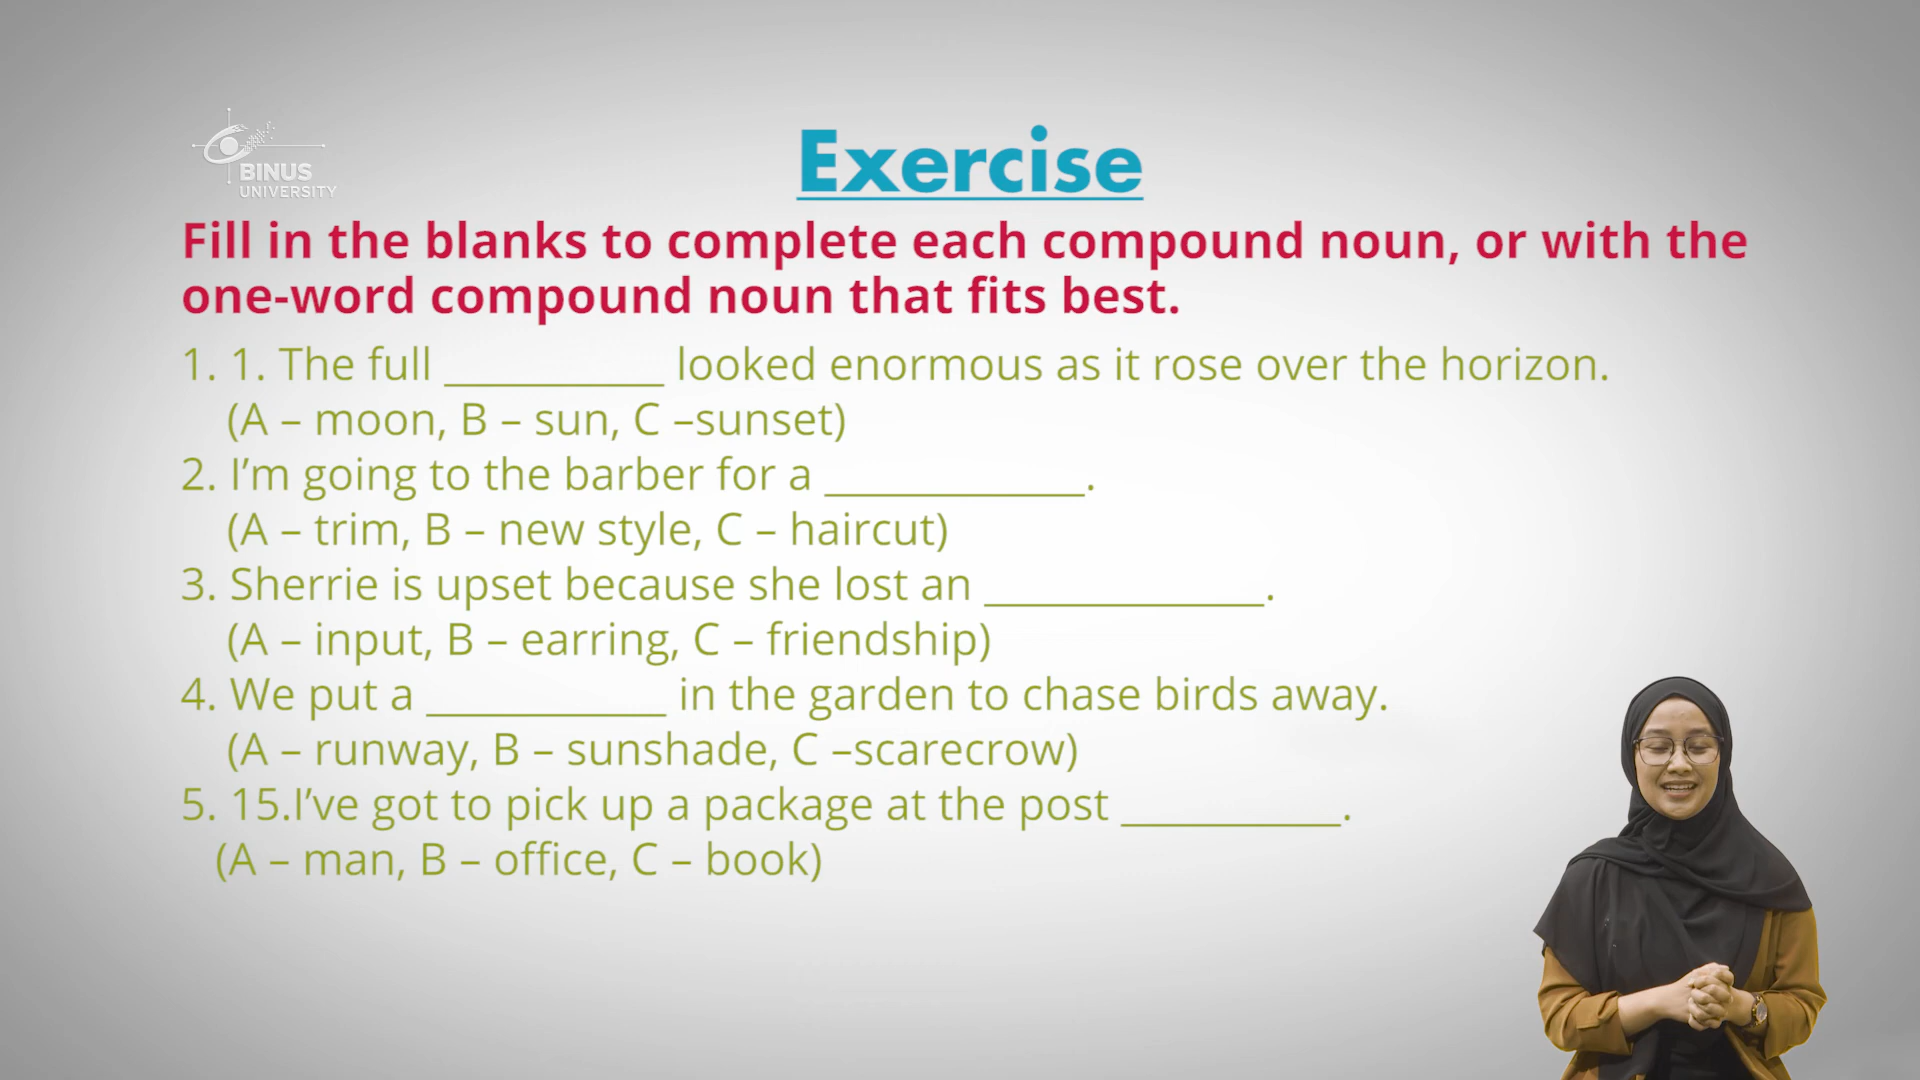 BINUS
UNIVERSITY
Exercise
Fill in the blanks to complete each compound noun, or with the
one-word compound noun that fits best.
1. 1. The full __________ looked enormous as it rose over the horizon.
(A – moon, B – sun, C –sunset)
2. I’m going to the barber for a ____________.
(A – trim, B – new style, C – haircut)
3. Sherrie is upset because she lost an _____________.
(A – input, B – earring, C – friendship)
4. We put a ___________ in the garden to chase birds away.
(A – runway, B – sunshade, C –scarecrow)
5. 15.I’ve got to pick up a package at the post __________.
(A – man, B – office, C – book)